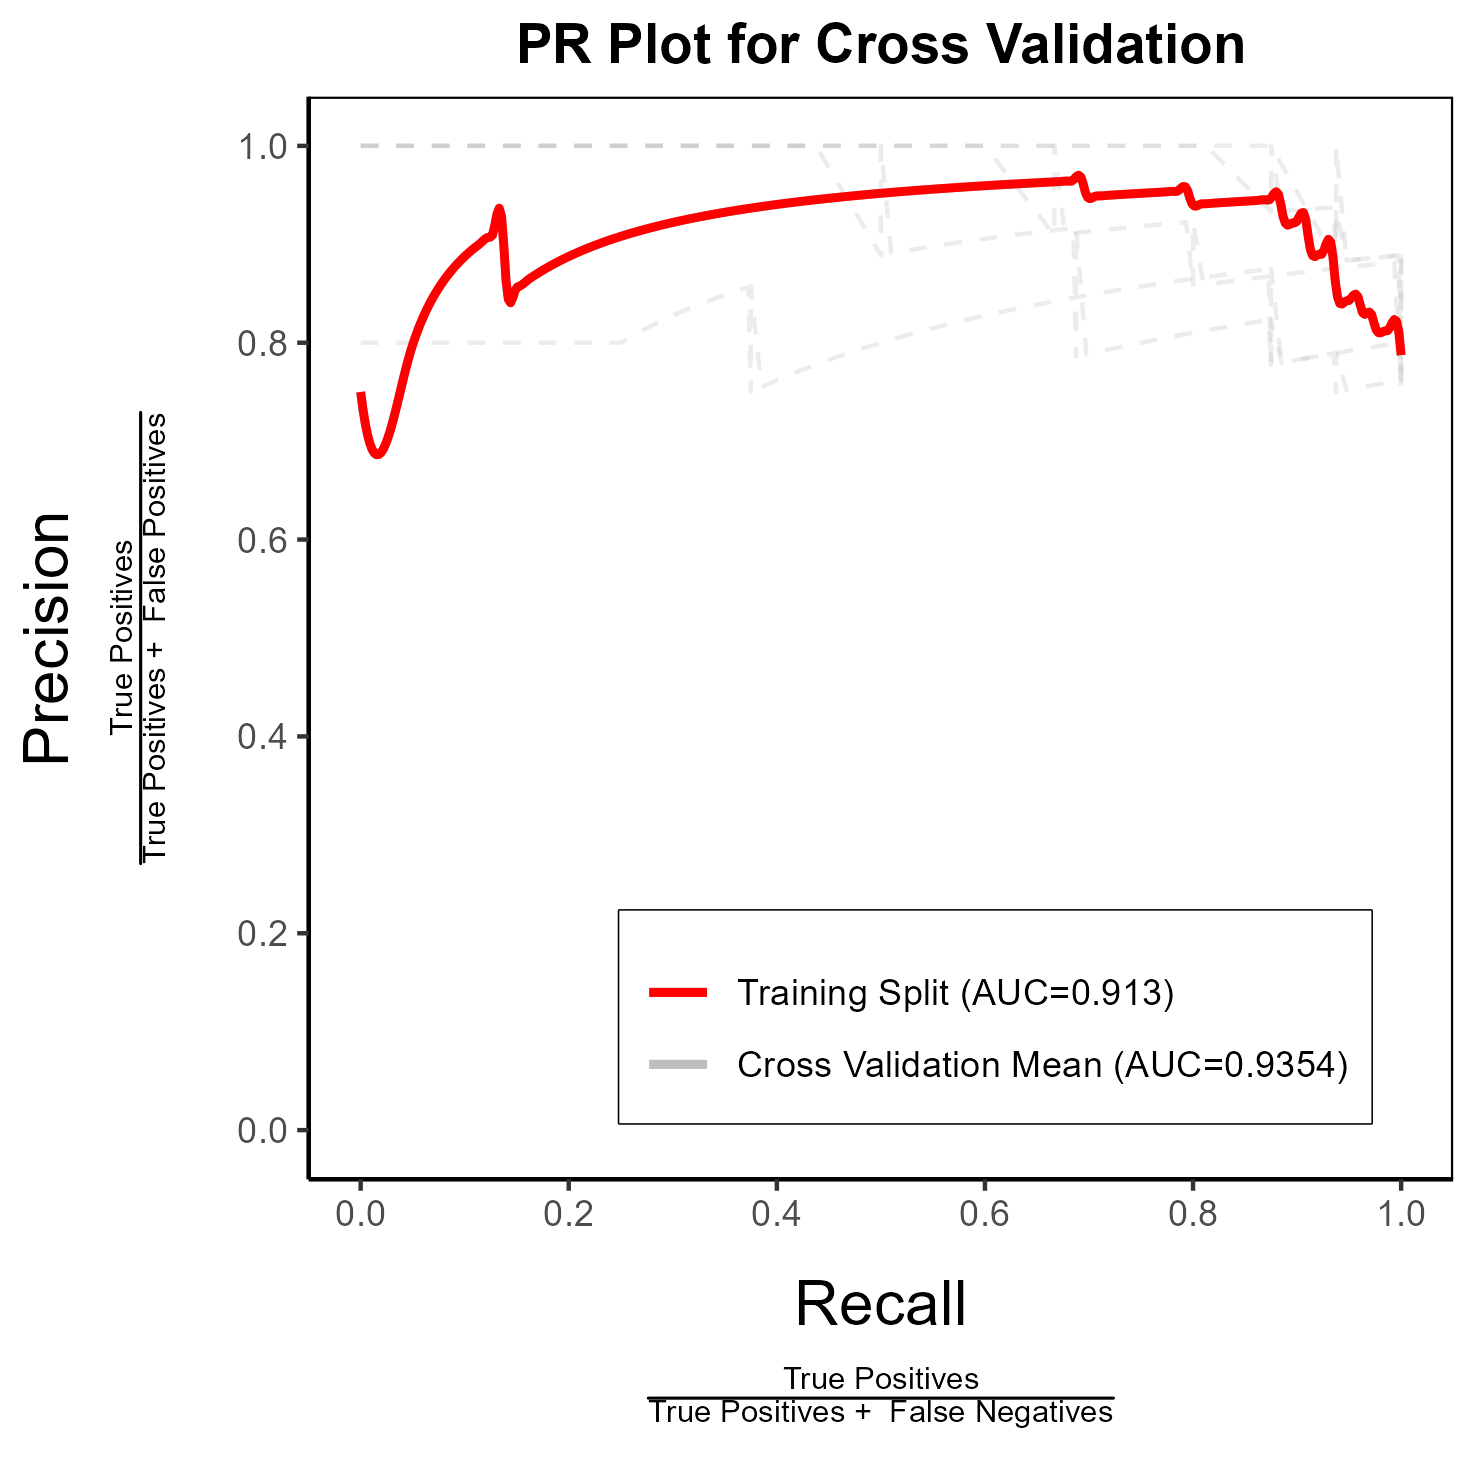 PR Plot for Cross Validation
Precision
True Positives
True Positives + False Positives
1.0
0.8
0.6
0.4
0.2
0.0
Training Split (AUC=0.913)
Cross Validation Mean (AUC=0.9354)
0.0 0.2 0.4 0.6 0.8 1.0
Recall
True Positives
True Positives + False Negatives